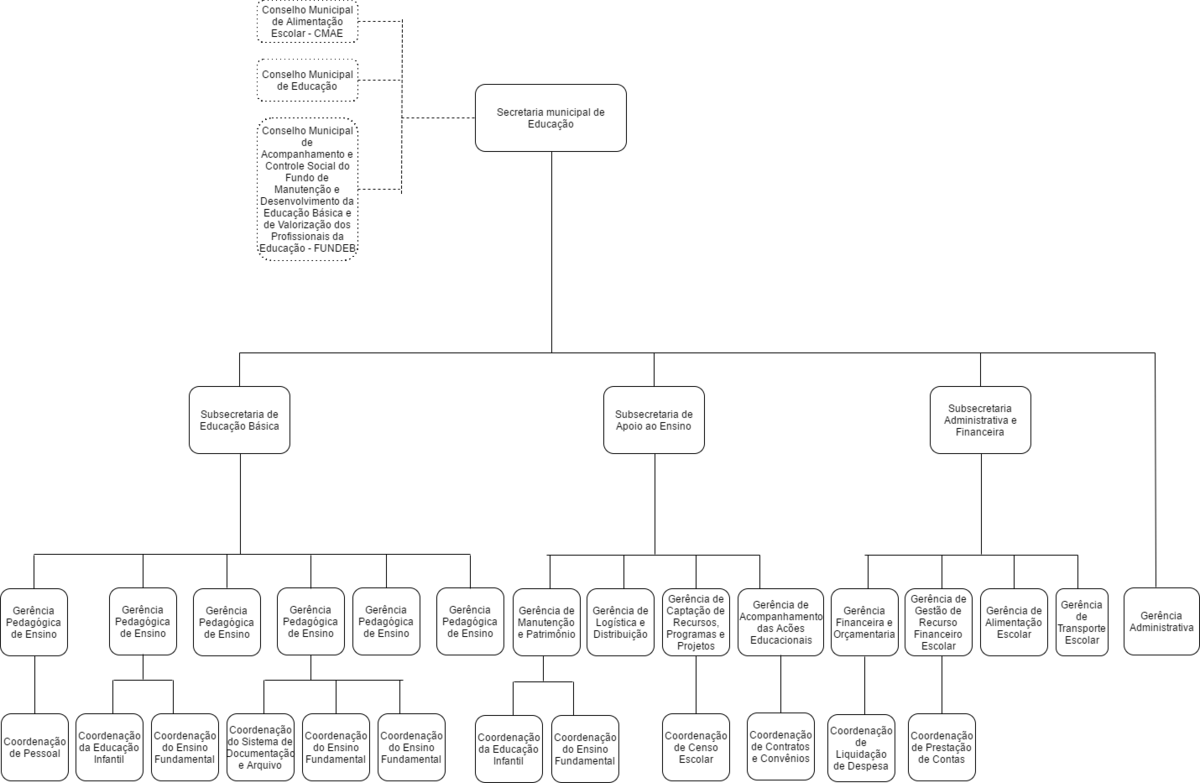 Conselho Municipal
de Alimentação
Escolar - CMAE
Conselho Municipal
de Educação
Conselho Municipal
de
Acompanhamento e
Controle Social do
Fundo de
Manutenção e
Desenvolvimento da
Educação Básica e
de Valorização dos
Profissionais da
Educação - FUNDEB
Secretaria municipal de
Educação
Subsecretaria de
Educação Básica
Subsecretaria de
Apoio ao Ensino
Subsecretaria
Administrativa e
Financeira
Gerência
Pedagógica
de Ensino
Gerência
Pedagógica
de Ensino
Gerência
Pedagógica
de Ensino
Gerência
Pedagógica
de Ensino
Gerência
Pedagógica
de Ensino
Gerência
Pedagógica
de Ensino
Gerência de
Manutenção
e Património
Gerência de
Logística e
Distribuição
Gerência de
Captação de
Recursos,
Programas e
Projetos
Gerência de
Acompanhamento
das Acões
Educacionais
Gerência
Financeira e
Orçamentaria
Gerência de
Gestão de
Recurso
Financeiro
Escolar
Gerência de
Alimentação
Escolar
Gerência
de
Transporte
Escolar
Gerência
Administrativa
Coordenação
de Pessoal
Coordenação
da Educação
Infantil
Coordenação
do Ensino
Fundamental
Coordenação
do Sistema de
Documentação
e Arquivo
Coordenação
do Ensino
Fundamental
Coordenação
do Ensino
Fundamental
Coordenação
da Educação
Infantil
Coordenação
do Ensino
Fundamental
Coordenação
de Censo
Escolar
Coordenação
de Contratos
e Convênios
Coordenação
de
Liquidação
de Despesa
Coordenação
de Prestação
de Contas